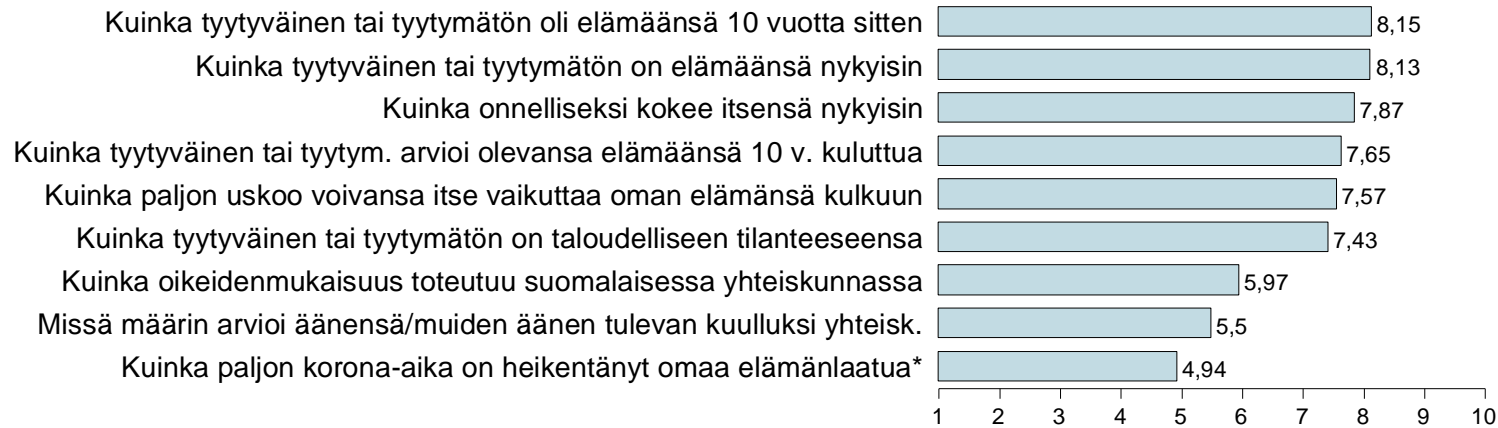 Kuinka tyytyväinen tai tyytymätön oli elämäänsä 10 vuotta sitten 8,15
Kuinka tyytyväinen tai tyytymätön on elämäänsä nykyisin 8,13
Kuinka onnelliseksi kokee itsensä nykyisin 7,87
Kuinka tyytyväinen tai tyytym. arvioi olevansa elämäänsä 10 v. kuluttua 7,65
Kuinka paljon uskoo voivansa itse vaikuttaa oman elämänsä kulkuun 7,57
Kuinka tyytyväinen tai tyytymätön on taloudelliseen tilanteeseensa 7,43
Kuinka oikeidenmukaisuus toteutuu suomalaisessa yhteiskunnassa 5,97
Missä määrin arvioi äänensä/muiden äänen tulevan kuulluksi yhteisk. 5,5
Kuinka paljon korona-aika on heikentänyt omaa elämänlaatua* 4,94
1 2 3 4 5 6 7 8 9 10